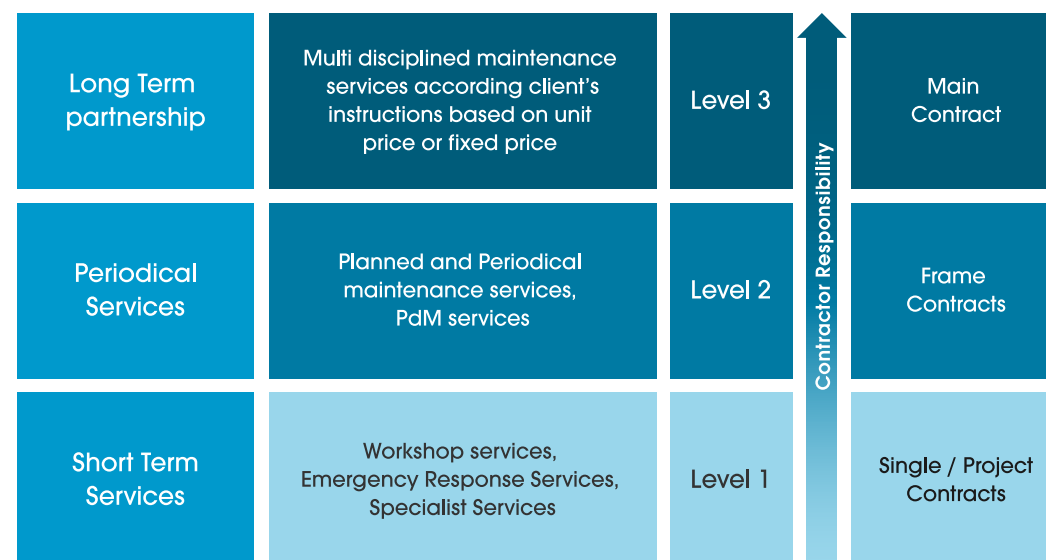 Long Term
partnership
Multi disciplined maintenance
services according client's
instructions based on unit
price or fixed price
Level 3
Main
Contract
Periodical
Services
Planned and Periodical
maintenance services,
PdM services
Level 2
Frame
Contracts
Short Term
Services
Workshop services,
Emergency Response Services,
Specialist Services
Level 1
Single / Project
Contracts
Contractor Responsibility